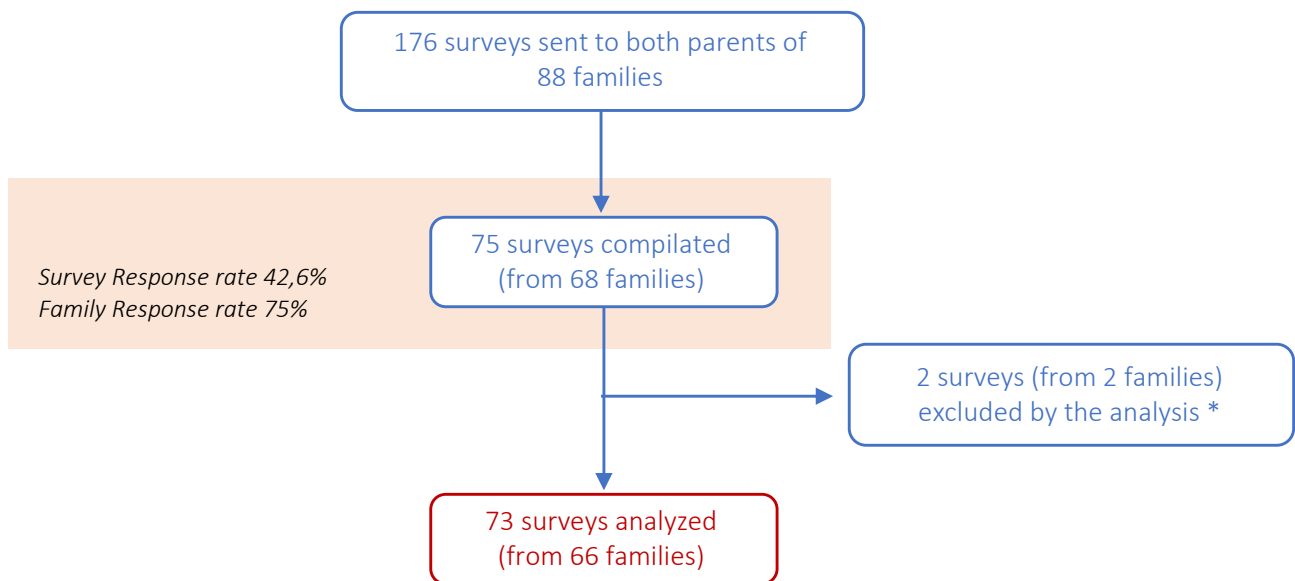 176 surveys sent to both parents of
88 families
75 surveys compilated
(from 68 families)
Survey Response rate 42,6%
Family Response rate 75%
2 surveys (from 2 families)
excluded by the analysis *
73 surveys analyzed
(from 66 families)